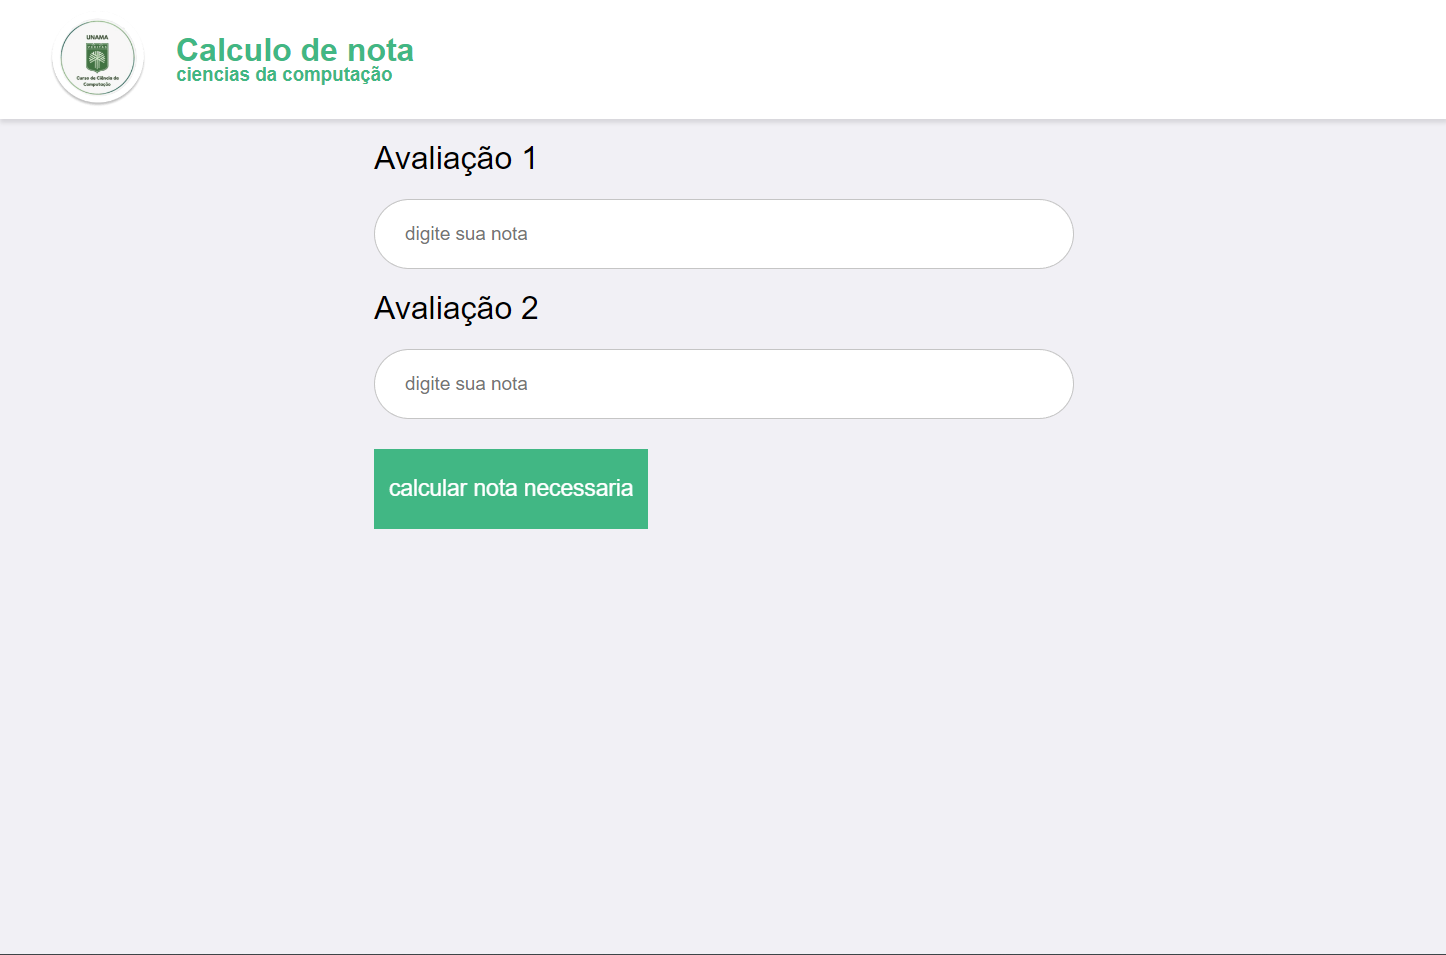 UNAMA
Curso de Ciência da
Computação
Calculo de nota
ciencias da computação
Avaliação 1
digite sua nota
Avaliação 2
digite sua nota
calcular nota necessaria